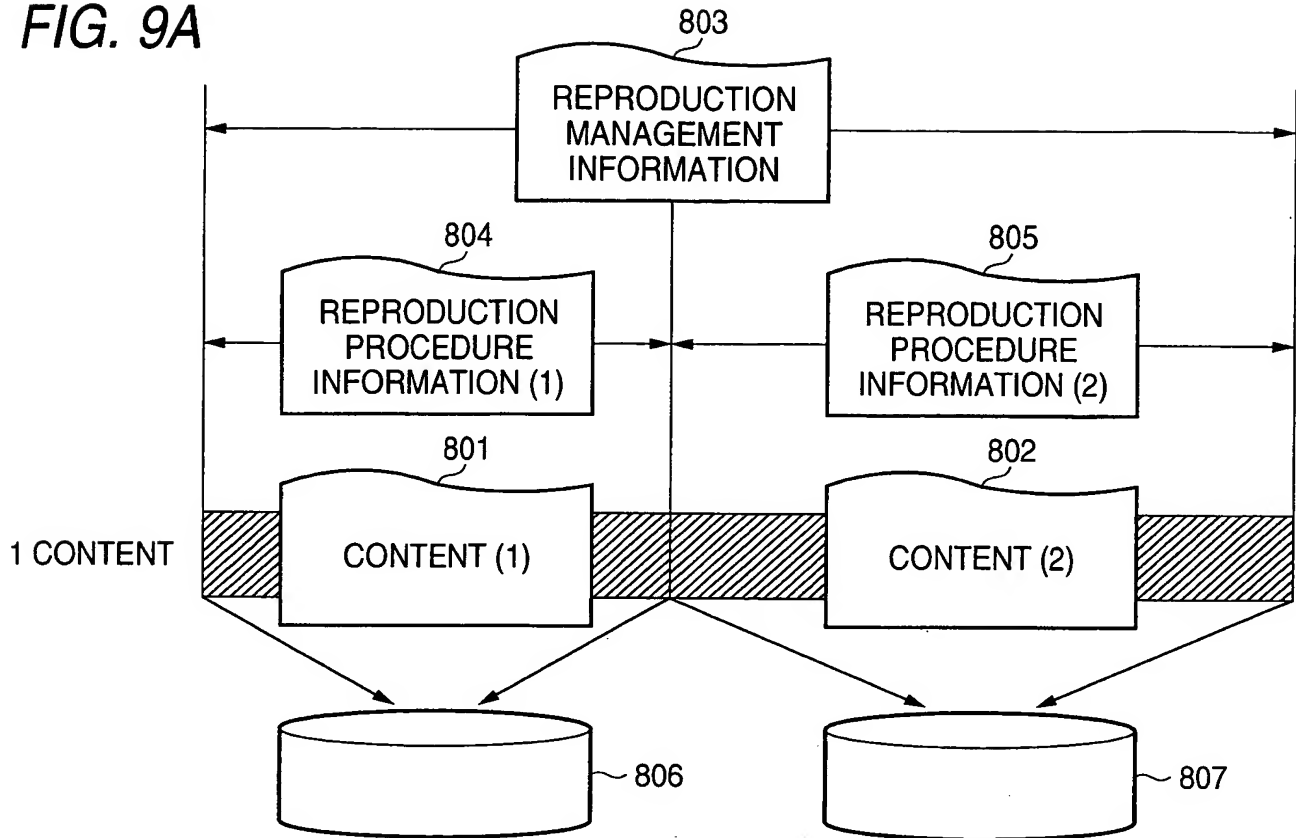 FIG. 9A
803
REPRODUCTION
MANAGEMENT
INFORMATION
804
805
REPRODUCTION
PROCEDURE
INFORMATION (1)
REPRODUCTION
PROCEDURE
INFORMATION (2)
801
802
1 CONTENT
CONTENT (1)
CONTENT (2)
806
807